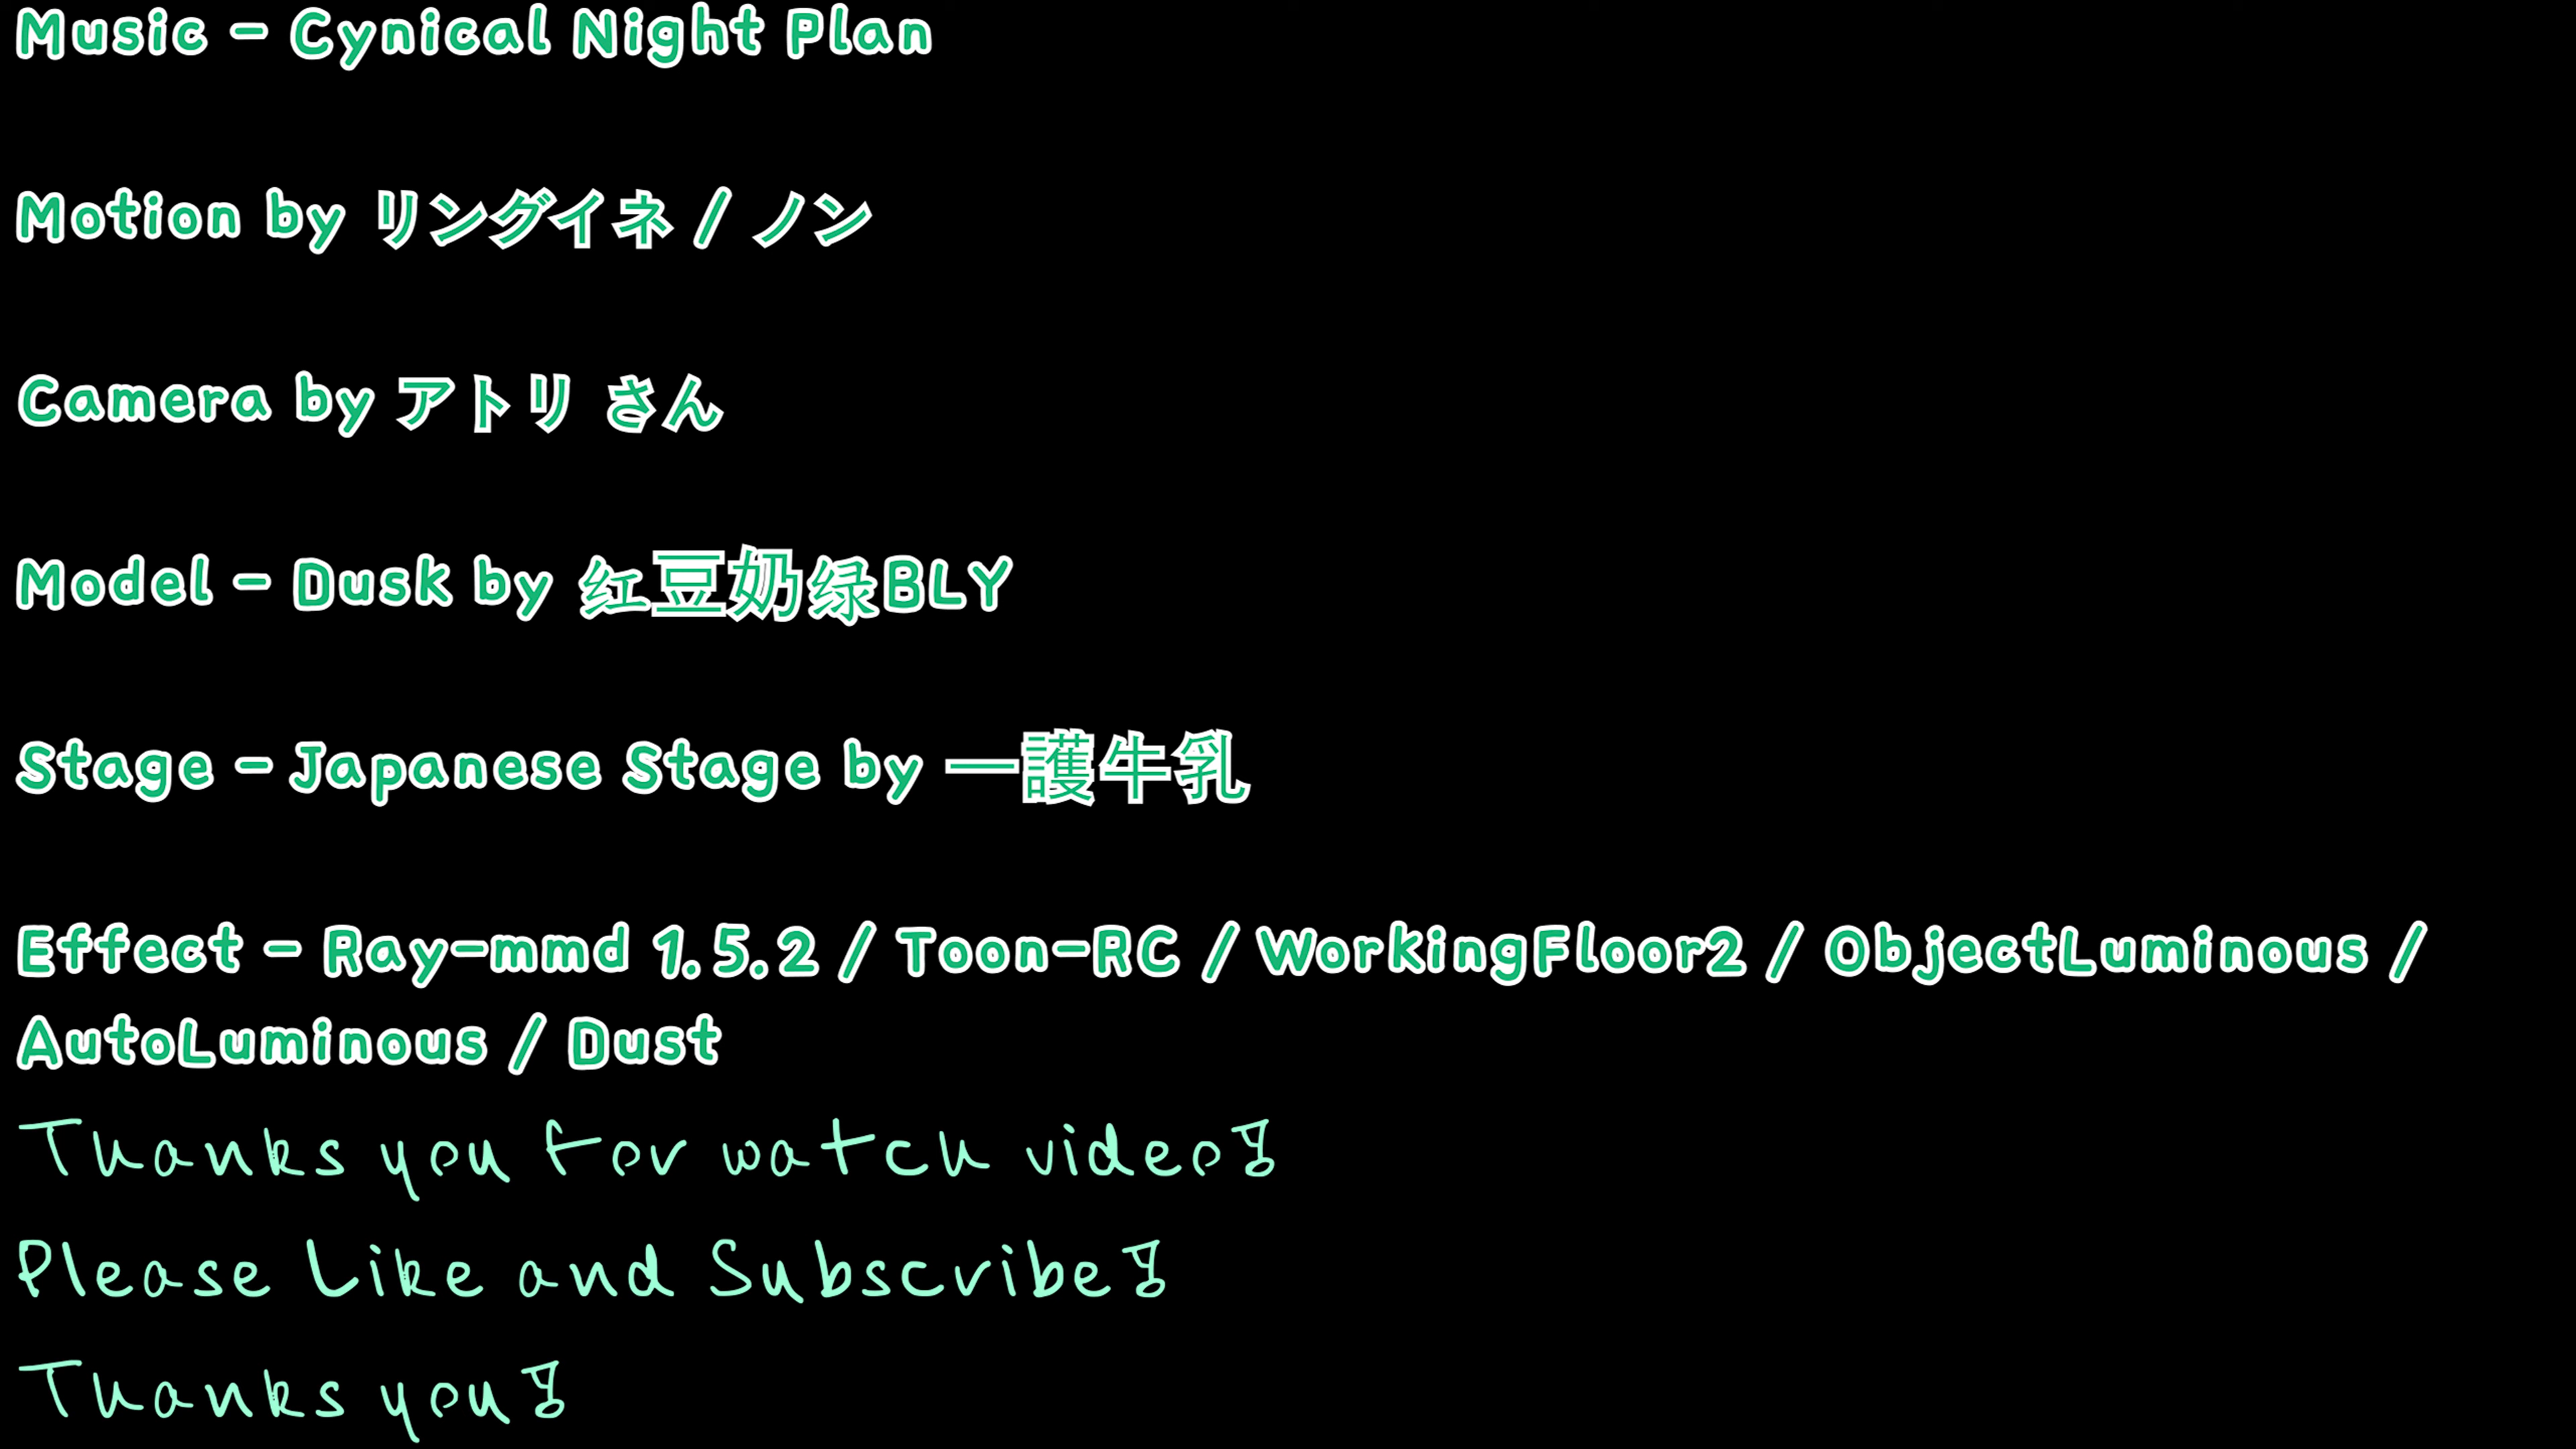 Music - Cynical Night Plan
Motion by リングイネ / ノン
Camera by アトリ さん
Model - Dusk by 红豆奶绿BLY
Stage - Japanese Stage by 一護牛乳
Effect - Ray-mmd 1.5.2 / Toon-RC / WorkingFloor2 / ObjectLuminous /
AutoLuminous / Dust
Thanks you for watch video!
Please Like and Subscribe!
Thanks you!